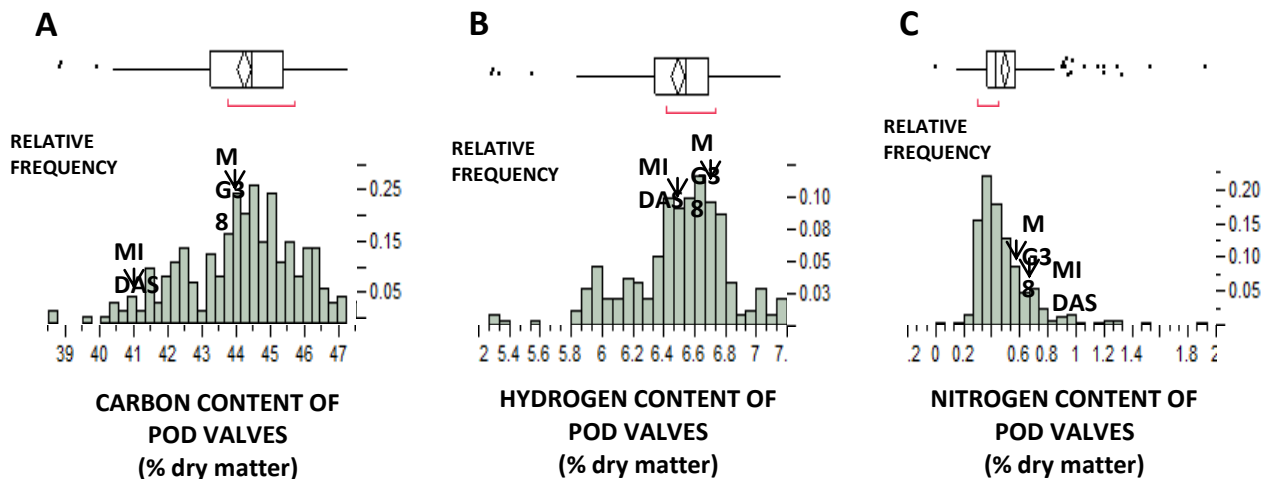 A
B
C
RELATIVE
FREQUENCY
M
G3
8
MI
DAS
0.25
0.15
0.05
39 40 41 42 43 44 45 46 47
CARBON CONTENT OF
POD VALVES
(% dry matter)
RELATIVE
FREQUENCY
MI
DAS
M
G3
8
0.10
0.08
0.05
0.03
2 5.4 5.6 5.8 6 6.2 6.4 6.6 6.8 7 7.
HYDROGEN CONTENT OF
POD VALVES
(% dry matter)
RELATIVE
FREQUENCY
M
G3
8
MI
DAS
0.20
0.15
0.10
0.05
.2 0 0.2 0.6 0.8 1 1.2 1.4 1.8 2
NITROGEN CONTENT OF
POD VALVES
(% dry matter)